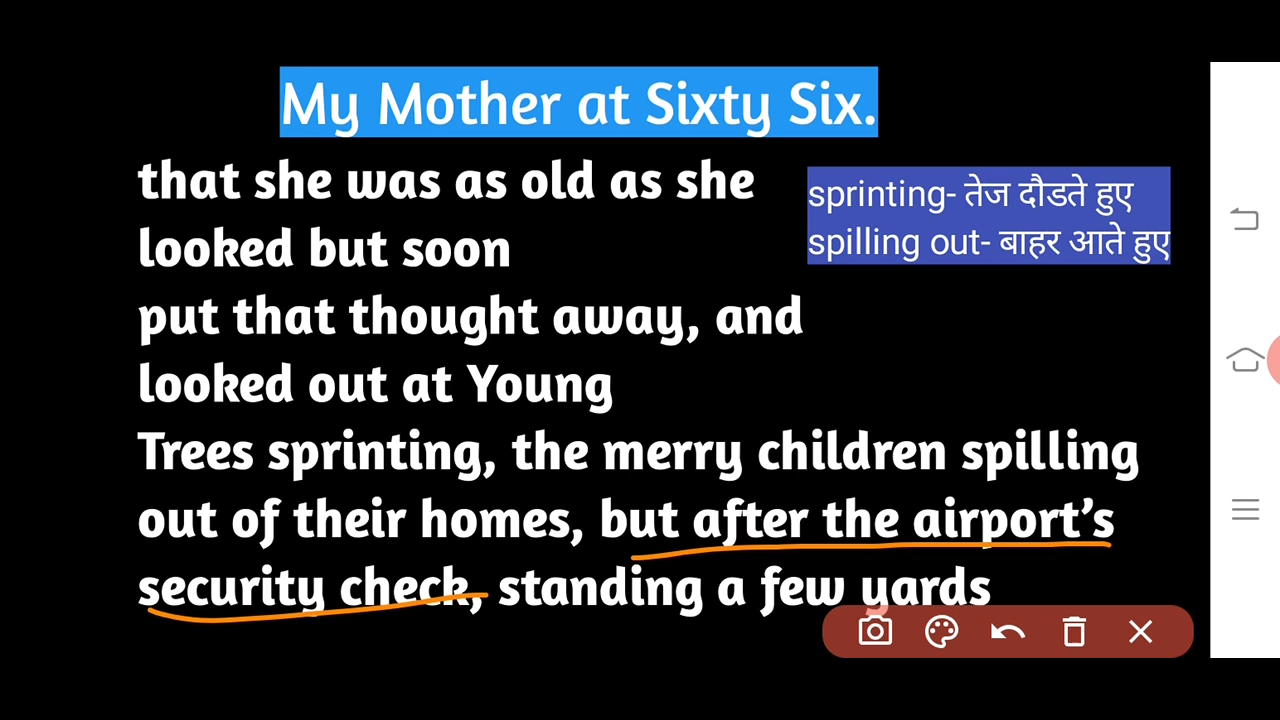 My Mother at Sixty Six.
that she was as old as she
looked but soon
put that thought away, and
looked out at Young
Trees sprinting, the merry children spilling
out of their homes, but after the airport’s
security check, standing a few yards
sprinting- तेज दौडते हुए
spilling out- बाहर आते हुए